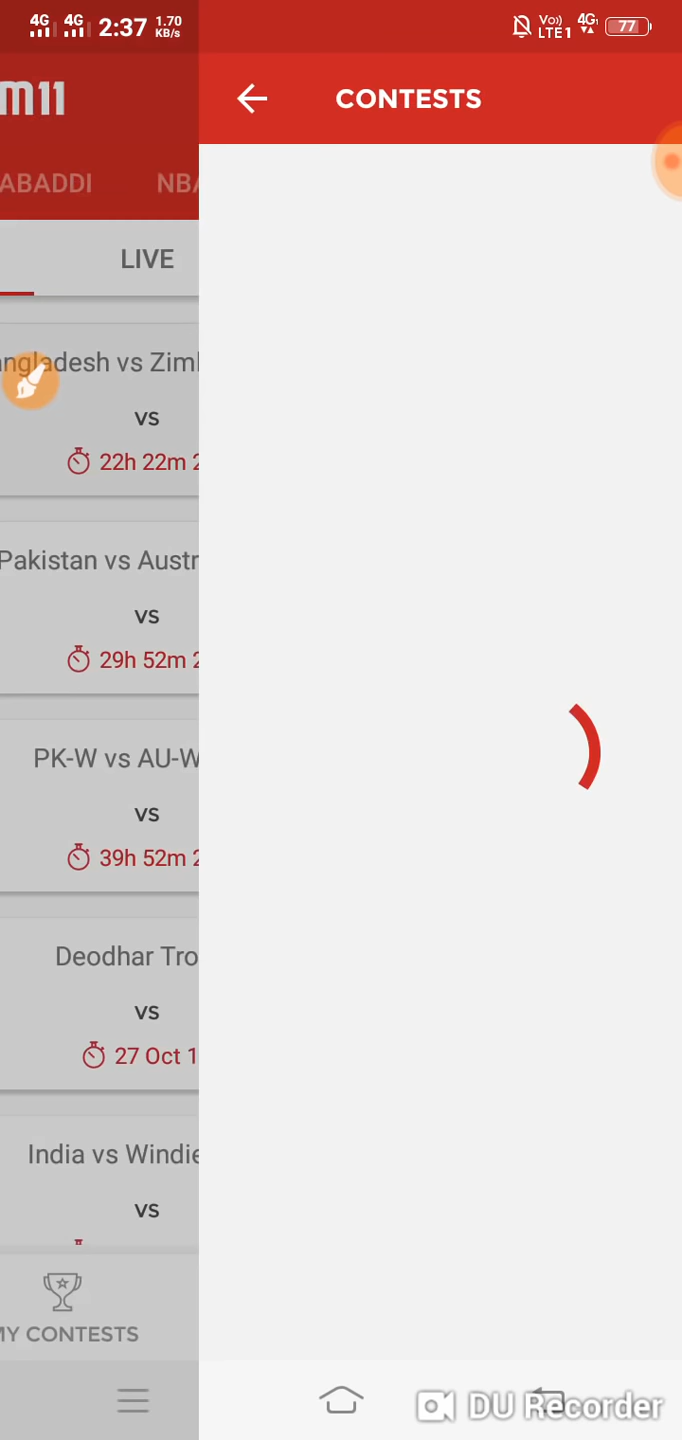 4G 4G 2:37 1.70 KB/s Vo)) LTE1 4G 77
m11
CONTESTS
ABADDI NBA
LIVE
angladesh vs Zim
vs
22h 22m 2
Pakistan vs Austr
vs
29h 52m 2
PK-W vs AU-W
vs
39h 52m 2
Deodhar Tro
vs
27 Oct 1
India vs Windie
vs
MY CONTESTS
DU Recorder